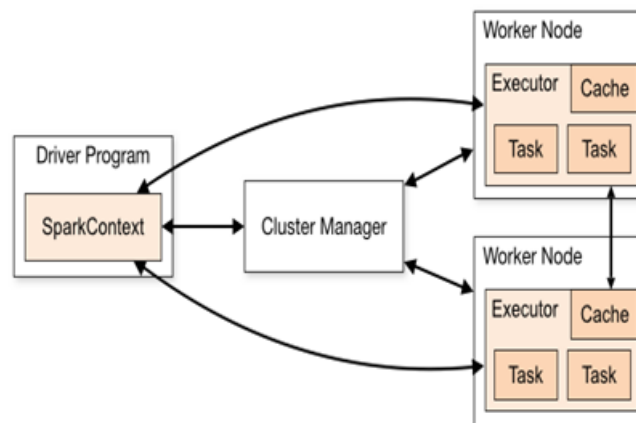 Worker Node
Executor
Cache
Task
Task
Driver Program
SparkContext
Cluster Manager
Worker Node
Executor
Cache
Task
Task